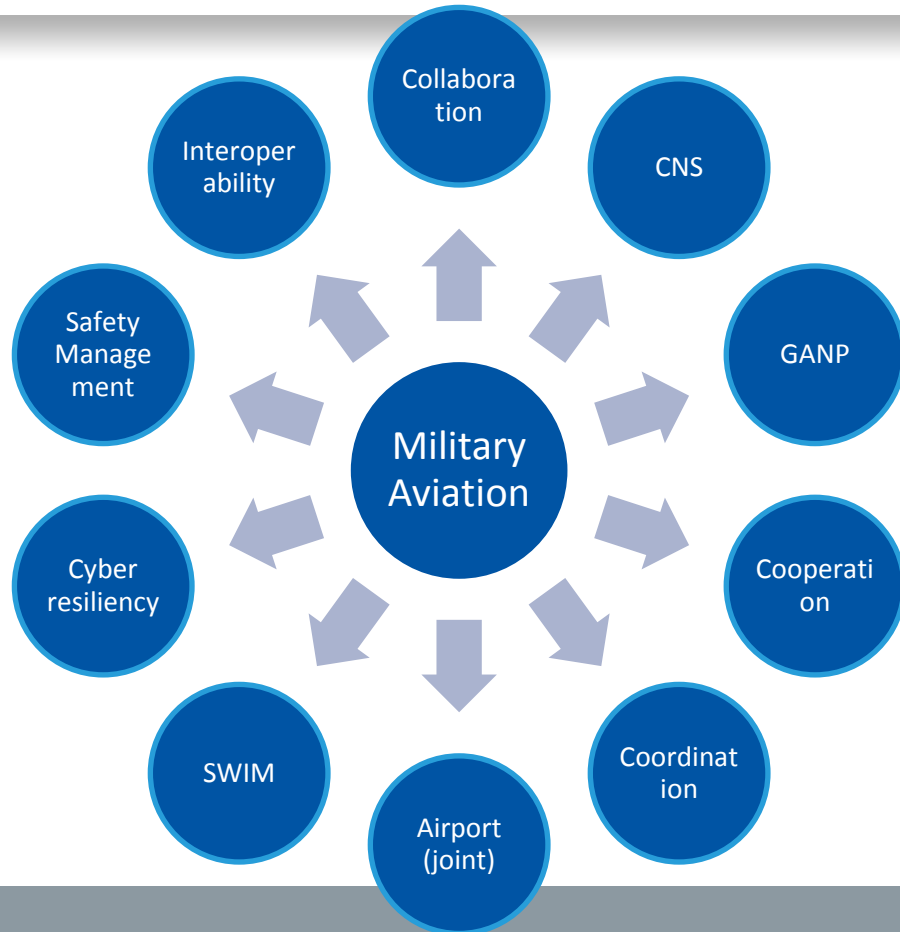 Collabora
tion
CNS
GANP
Cooperati
on
Coordinat
ion
Airport
(joint)
SWIM
Cyber
resiliency
Safety
Manage
ment
Interoper
ability
Military
Aviation